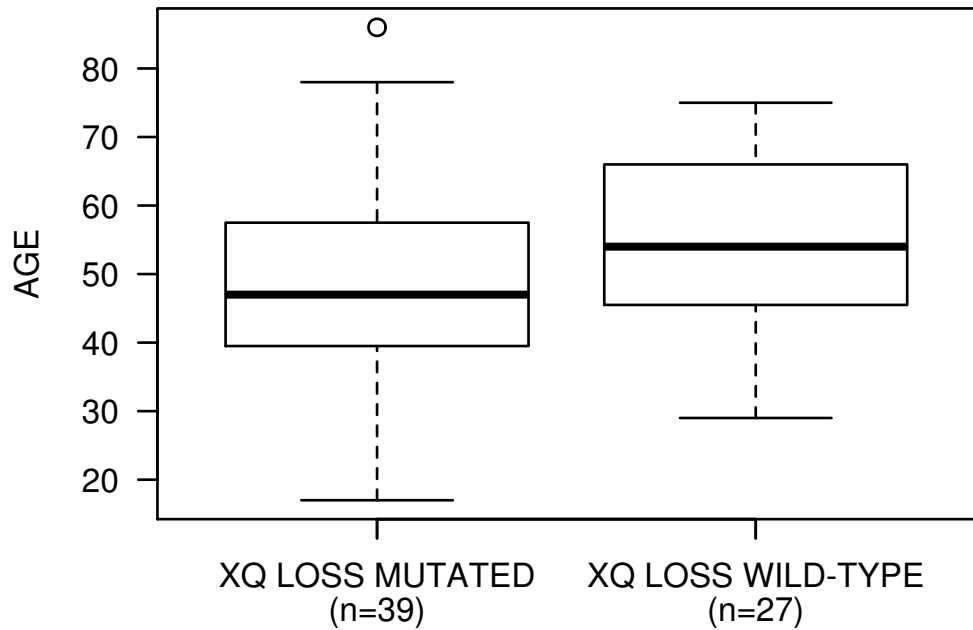 AGE
80
70
60
50
40
30
20
XQ LOSS MUTATED
(n=39)
XQ LOSS WILD-TYPE
(n=27)